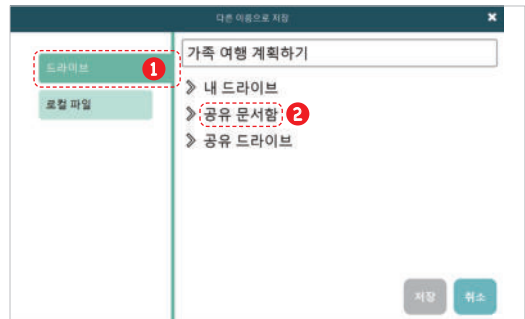 다른 이름으로 저장 ×
드라이브 1
로컬 파일
가족 여행 계획하기
내 드라이브
공유 문서함 2
공유 드라이브
저장 취소